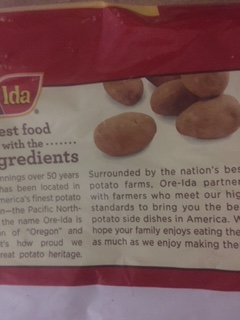 Ida
est food
with the .......
gredients
nnings over 50 years
has been located in
merica's finest potato
n—the Pacific North-
the name Ore-Ida is
n of "Oregon" and
t's how proud we
reat potato heritage.
Surrounded by the nation's bes
potato farms, Ore-Ida partner
with farmers who meet our hig
standards to bring you the be
potato side dishes in America. W
hope your family enjoys eating the
as much as we enjoy making the